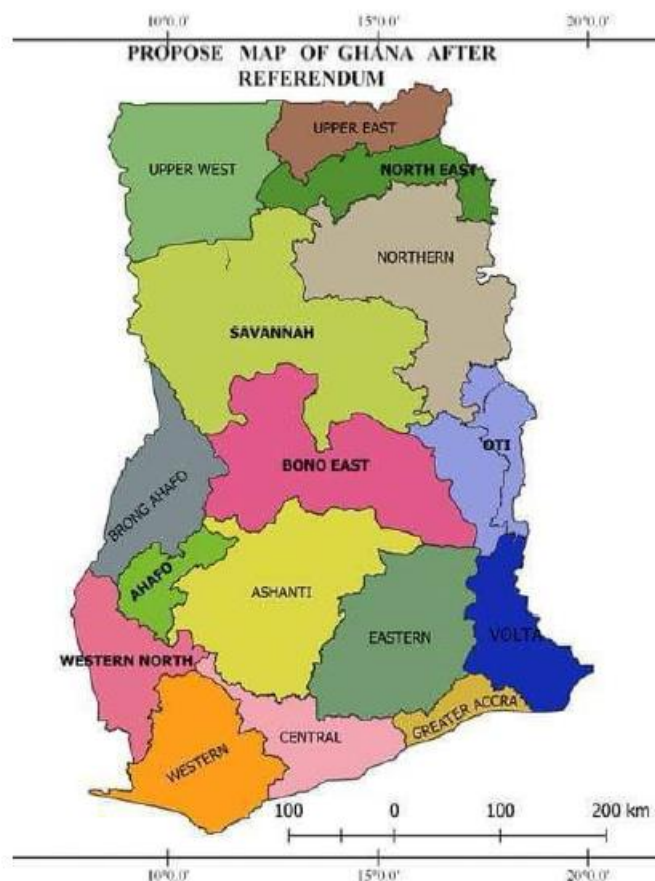 10°0.0' 15°0.0' 20°0.0'
PROPOSE MAP OF GHANA AFTER
REFERENDUM
UPPER EAST
UPPER WEST
NORTH EAST
NORTHERN
SAVANNAH
OTI
BONO EAST
BRONG AHAFO
AHAFO
ASHANTI
EASTERN
VOLTA
WESTERN NORTH
GREATER ACCRA
CENTRAL
WESTERN
100 0 100 200 km
10°0.0' 15°0.0' 20°0.0'